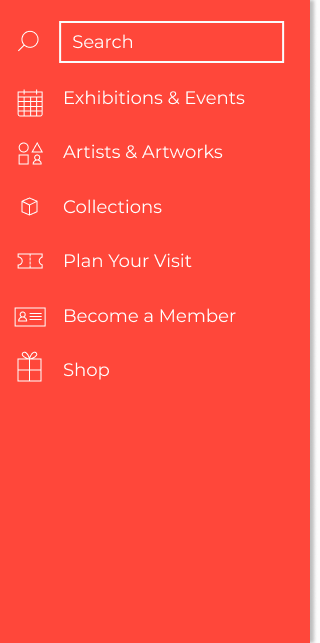 Search
Exhibitions & Events
Artists & Artworks
Collections
Plan Your Visit
Become a Member
Shop